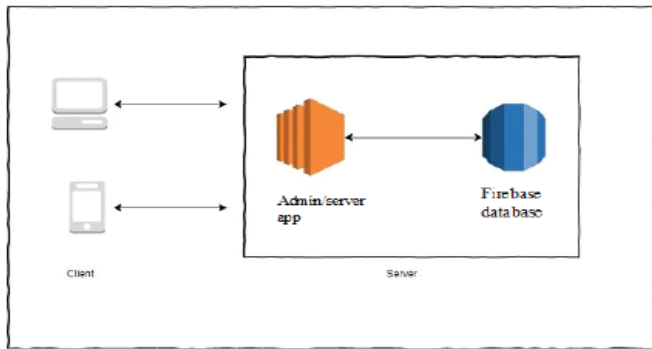 Admin/server
app
Firebase
database
Client
Server